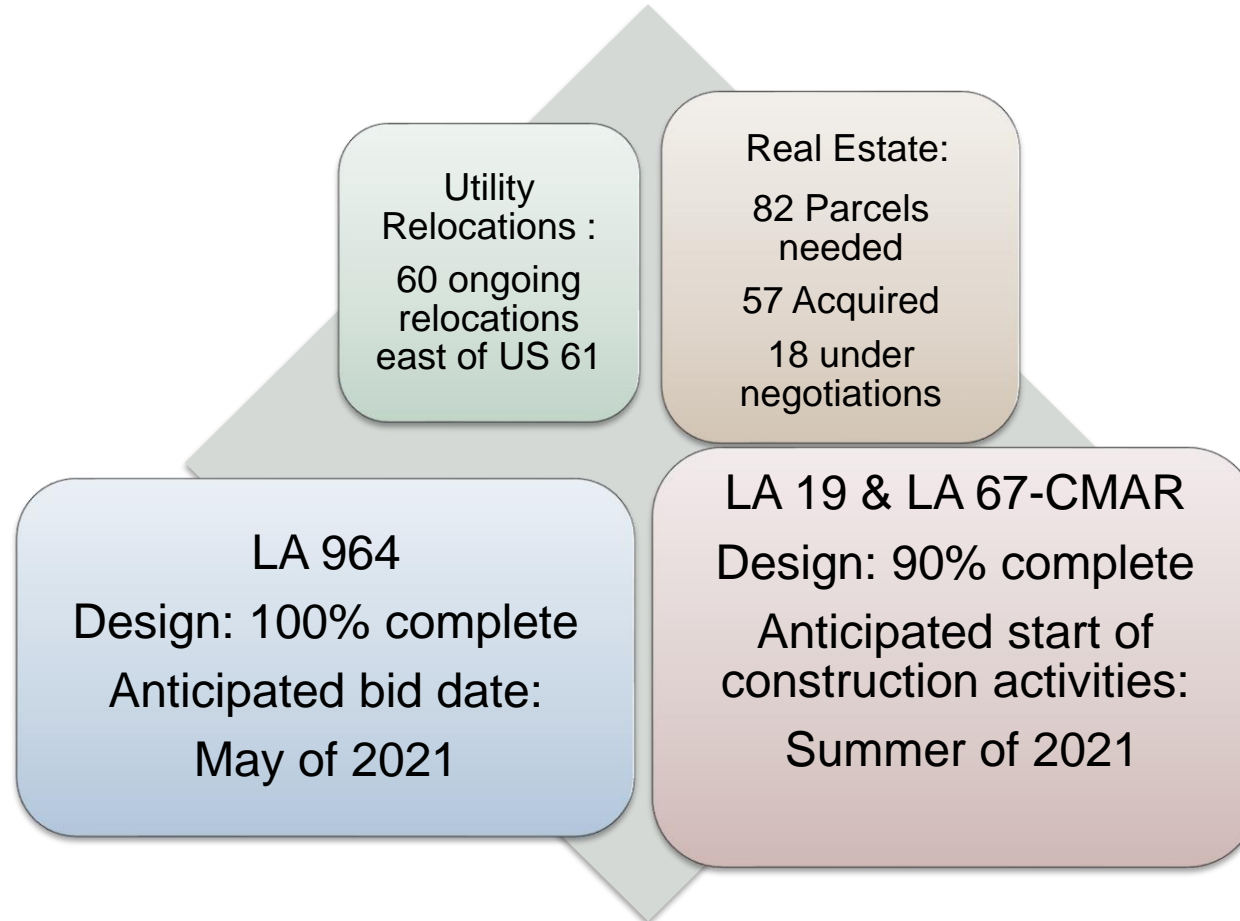 Utility
Relocations :
60 ongoing
relocations
east of US 61
Real Estate:
82 Parcels
needed
57 Acquired
18 under
negotiations
LA 964
Design: 100% complete
Anticipated bid date:
May of 2021
LA 19 & LA 67-CMAR
Design: 90% complete
Anticipated start of
construction activities:
Summer of 2021